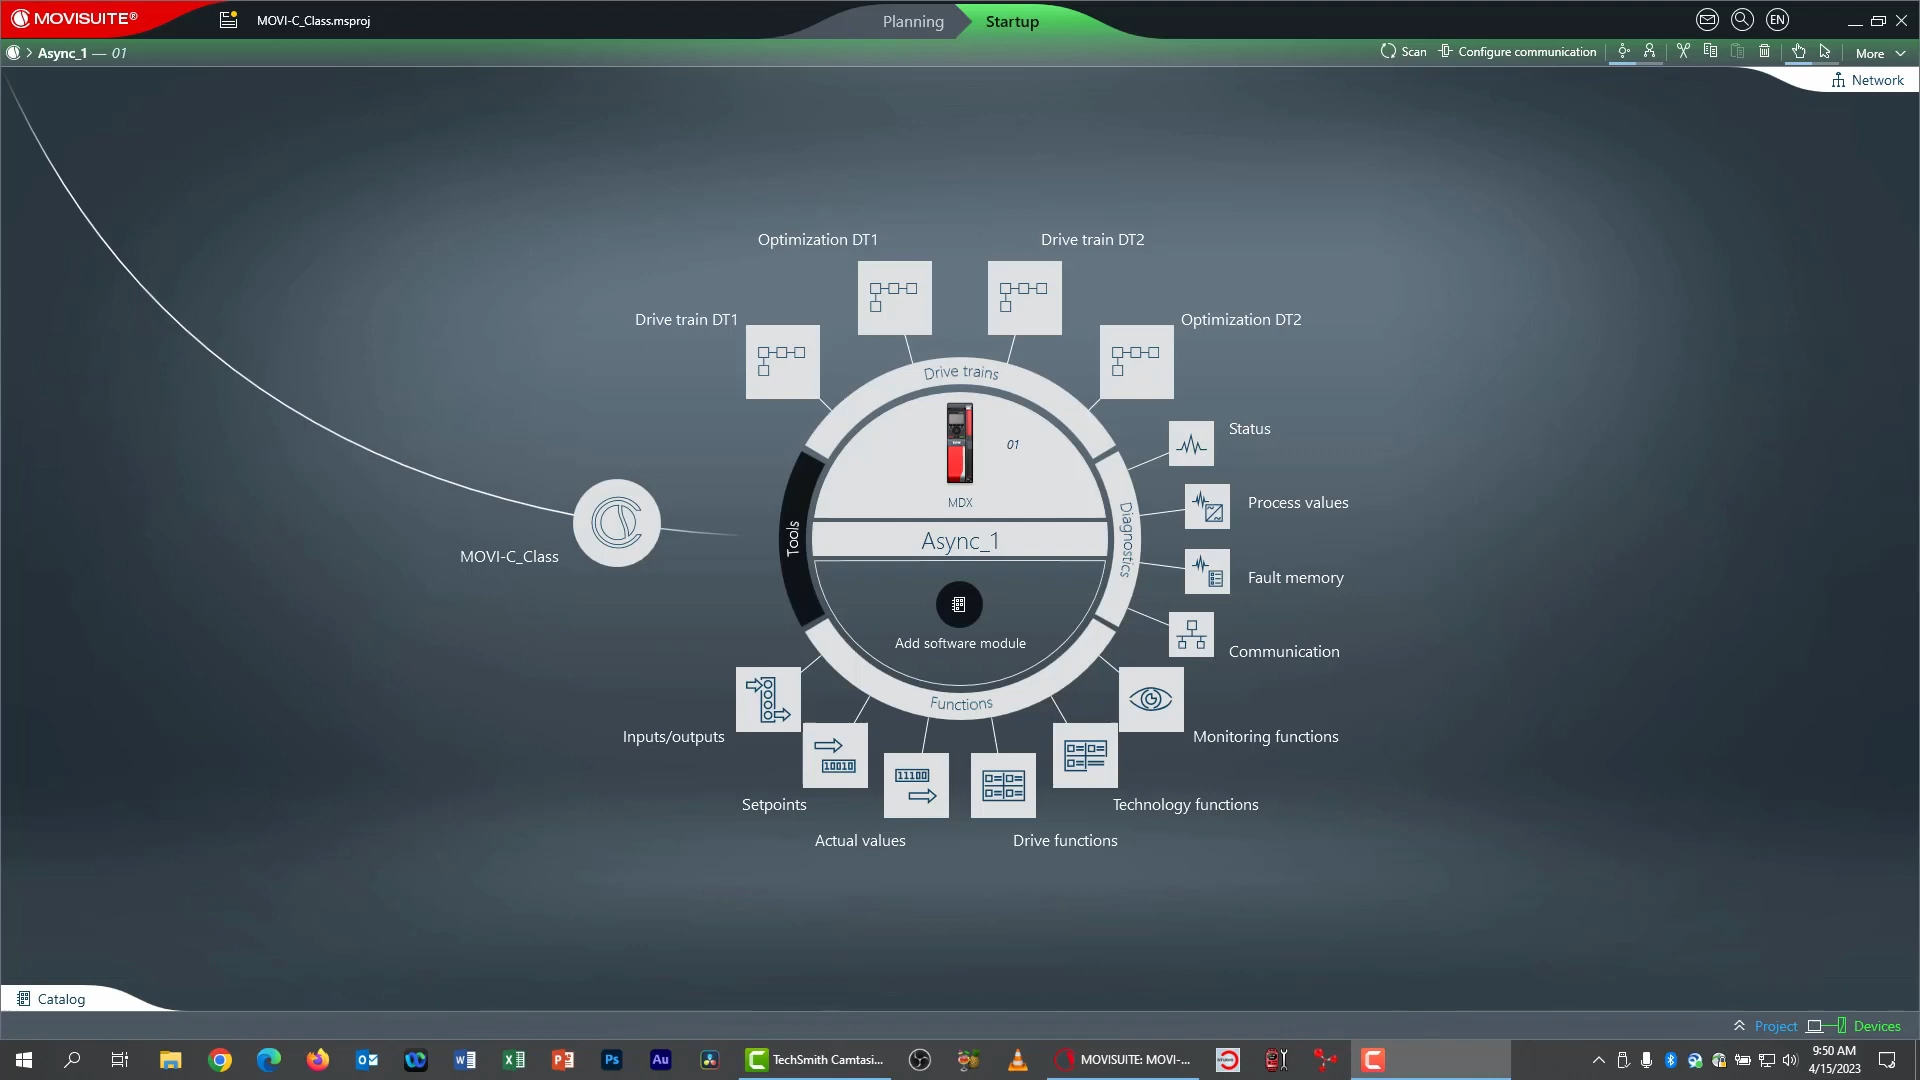 MOVISUITE®
MOVI-C_Class.msproj
Planning
Startup
EN
Async_1 — 01
Scan
Configure communication
More
Network
Optimization DT1
Drive train DT2
Drive train DT1
Optimization DT2
Drive trains
Status
01
MDX
Process values
Tools
Diagnostics
Async_1
MOVI-C_Class
Fault memory
Add software module
Communication
Functions
Inputs/outputs
Monitoring functions
10010
11100
Setpoints
Technology functions
Actual values
Drive functions
Catalog
Project
Devices
TechSmith Camtasi...
MOVISUITE: MOVI-...
9:50 AM
4/15/2023